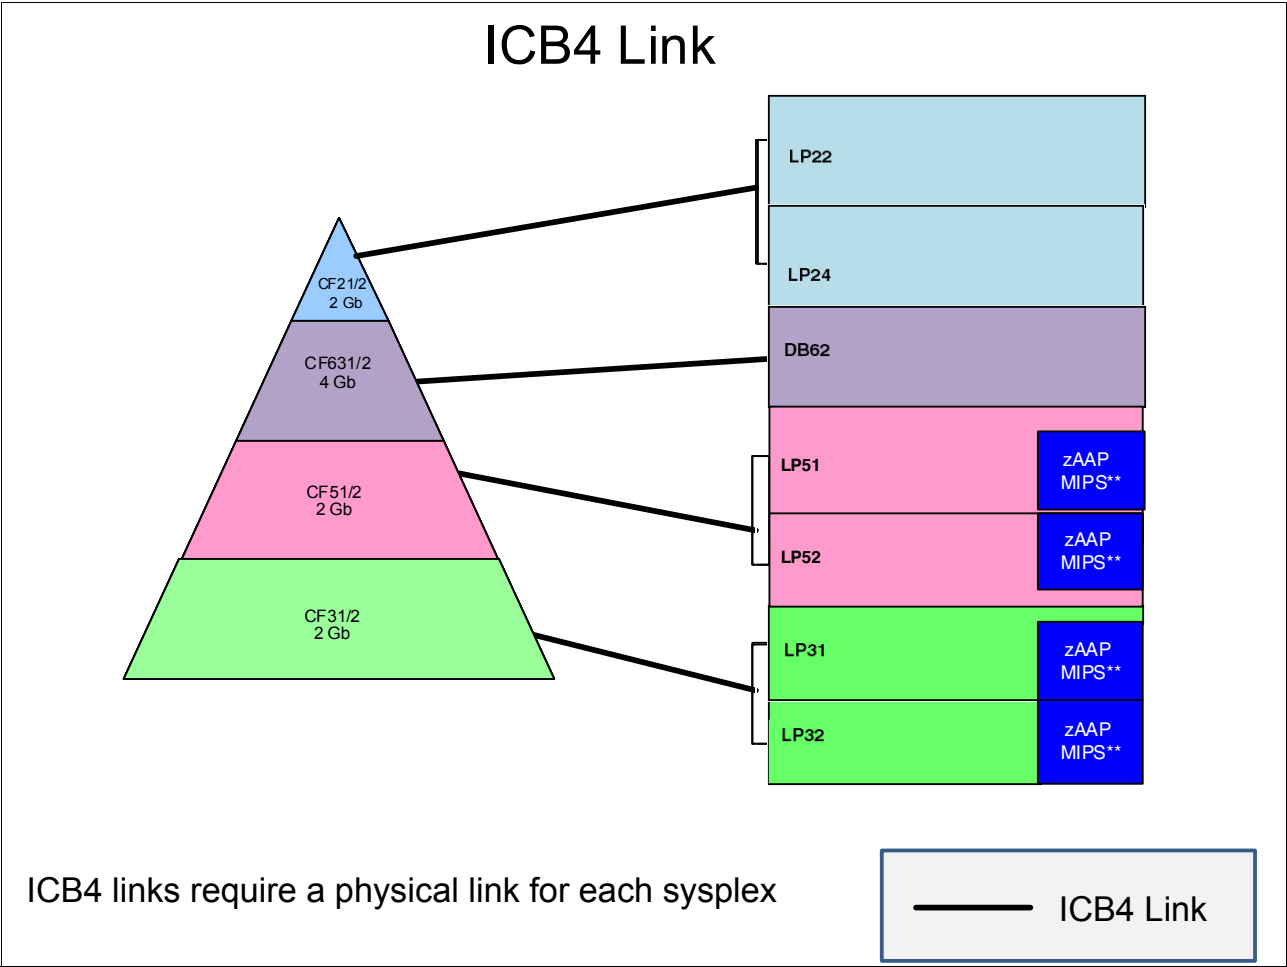 ICB4 Link
CF21/2
2 Gb
CF631/2
4 Gb
CF51/2
2 Gb
CF31/2
2 Gb
LP22
LP24
DB62
LP51
zAAP
MIPS**
LP52
zAAP
MIPS**
LP31
zAAP
MIPS**
LP32
zAAP
MIPS**
ICB4 links require a physical link for each sysplex
ICB4 Link